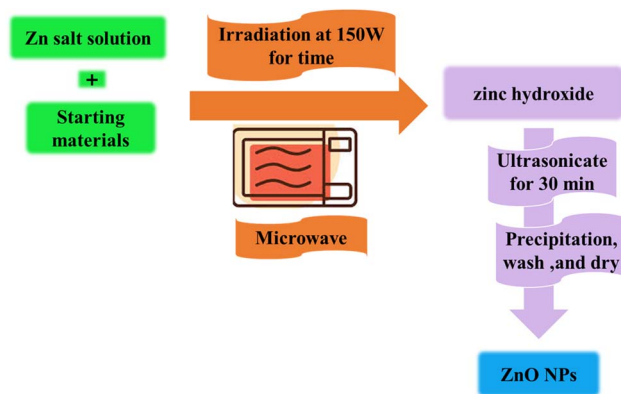 Zn salt solution
+
Starting
materials
Irradiation at 150W
for time
Microwave
zinc hydroxide
Ultrasonicate
for 30 min
Precipitation,
wash ,and dry
ZnO NPs